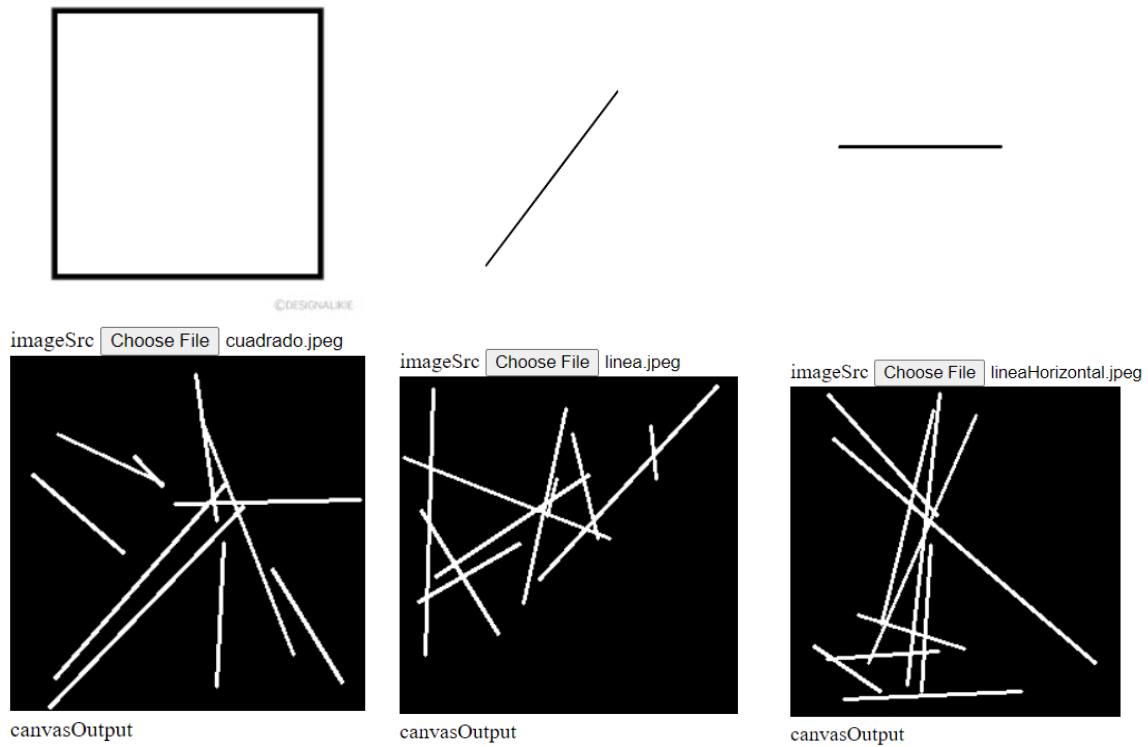 ©DESIGNALIKIE
imageSrc Choose File cuadrado.jpeg
canvasOutput
imageSrc Choose File linea.jpeg
canvasOutput
imageSrc Choose File lineaHorizontal.jpeg
canvasOutput